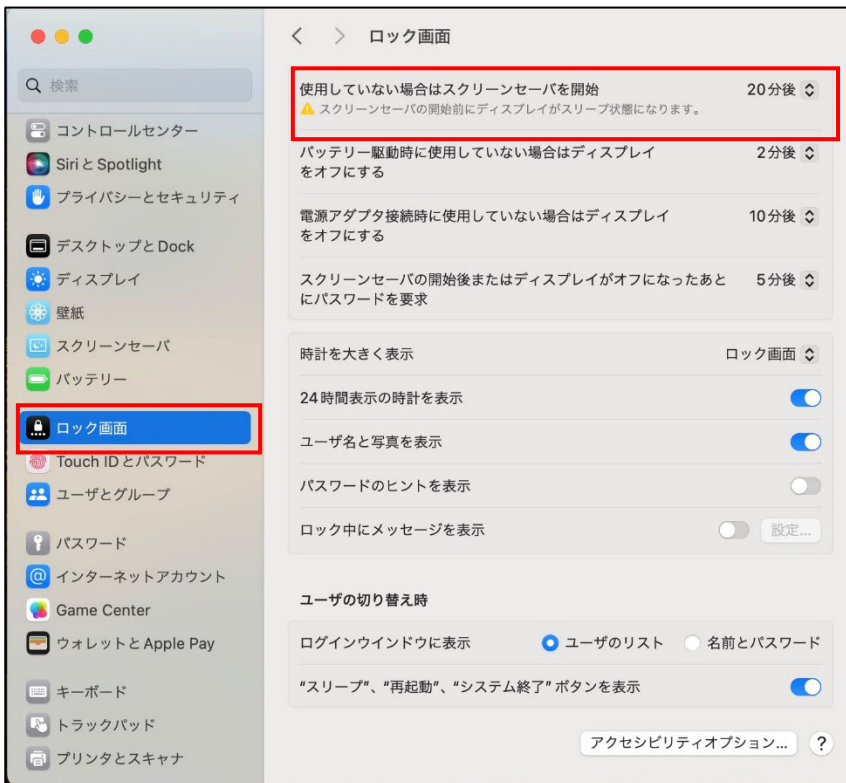 ロック画面
検索
コントロールセンター
Siri と Spotlight
プライバシーとセキュリティ
デスクトップと Dock
ディスプレイ
壁紙
スクリーンセーバ
バッテリー
ロック画面
Touch ID とパスワード
ユーザとグループ
パスワード
インターネットアカウント
Game Center
ウォレットと Apple Pay
キーボード
トラックパッド
プリンタとスキャナ
使用していない場合はスクリーンセーバを開始 20分後
スクリーンセーバの開始前にディスプレイがスリープ状態になります。
バッテリー駆動時に使用していない場合はディスプレイ 2分後
をオフにする
電源アダプタ接続時に使用していない場合はディスプレイ 10分後
をオフにする
スクリーンセーバの開始後またはディスプレイがオフになったあと 5分後
にパスワードを要求
時計を大きく表示 ロック画面
24時間表示の時計を表示
ユーザ名と写真を表示
パスワードのヒントを表示
ロック中にメッセージを表示 設定...
ユーザの切り替え時
ログインウインドウに表示 ユーザのリスト 名前とパスワード
“スリープ”、“再起動”、“システム終了” ボタンを表示
アクセシビリティオプション... ?